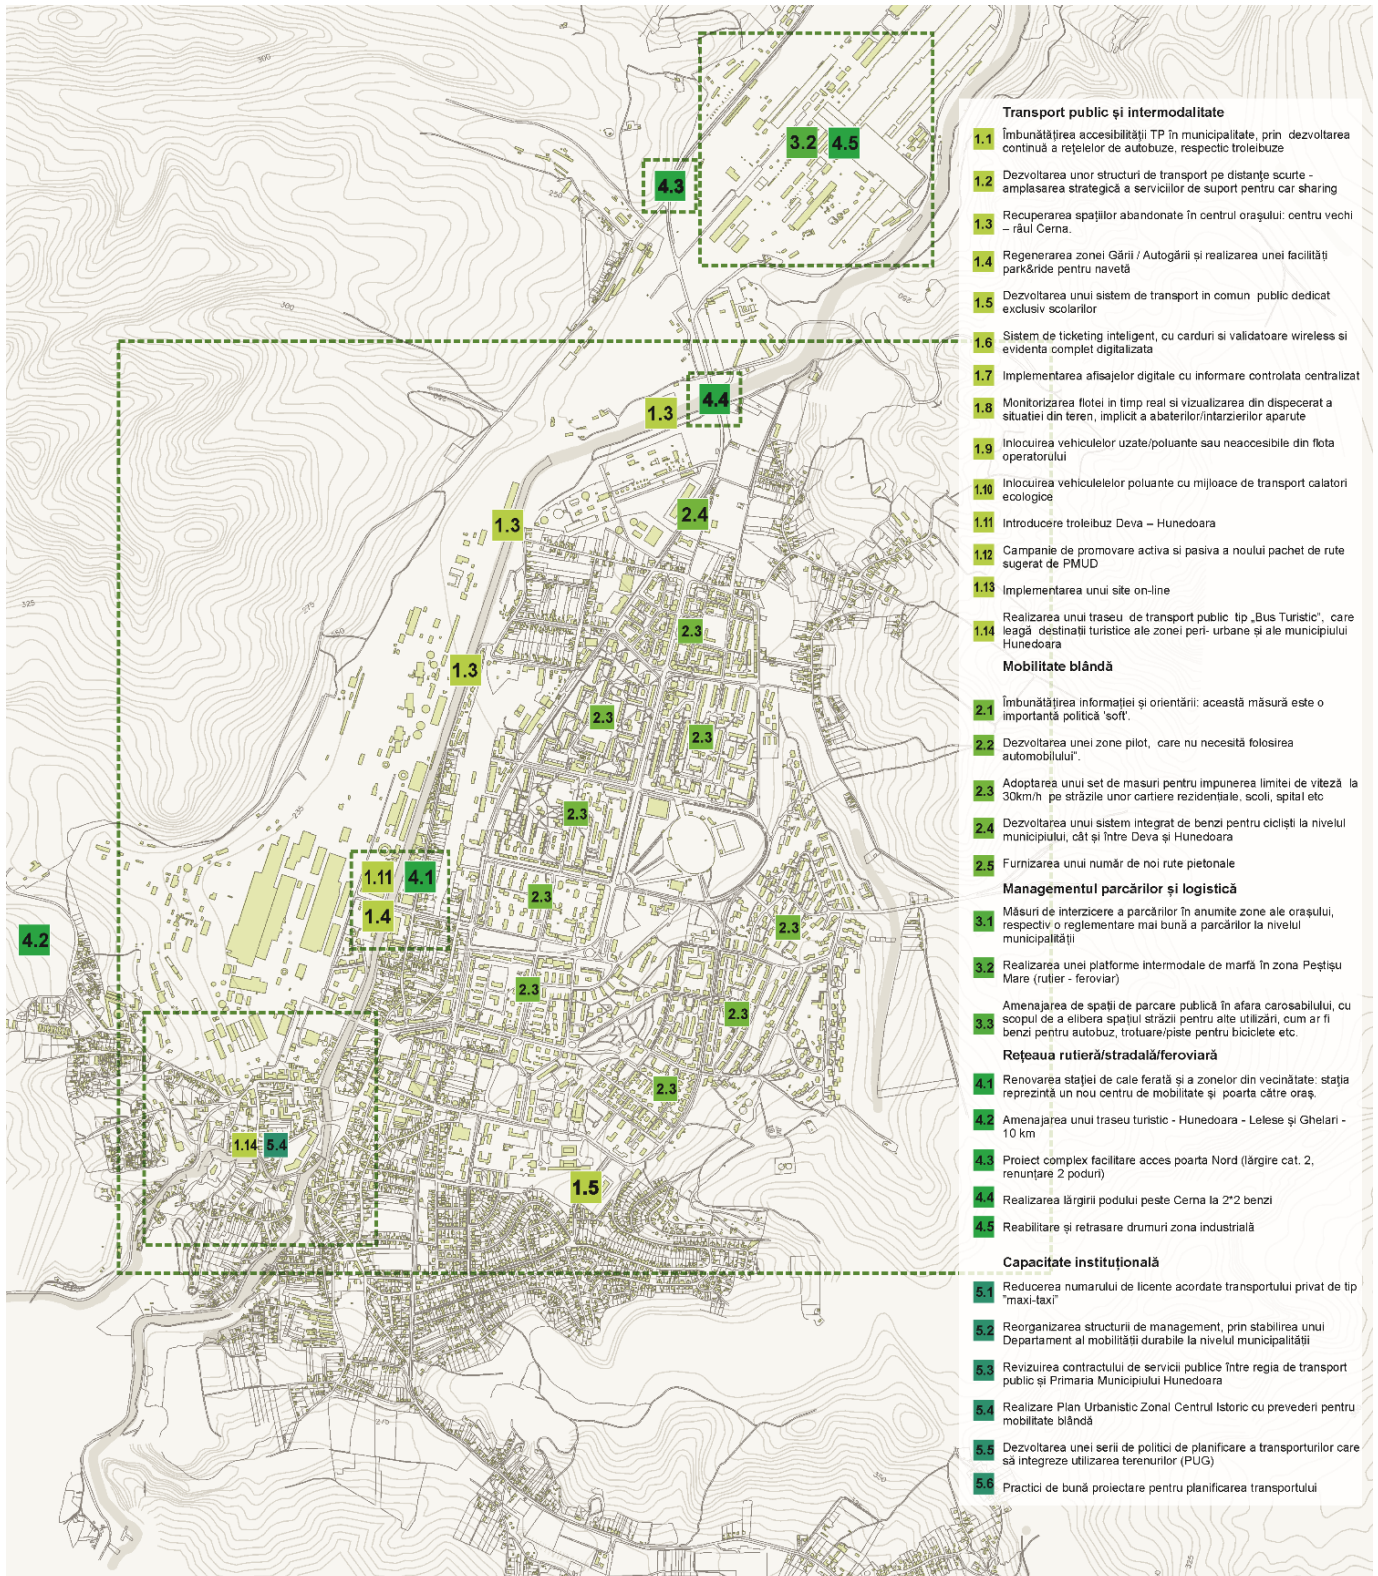 300
3.2
4.5
4.3
250
300
250
350
4.4
1.3
2.4
1.3
325
275
250
2.3
1.3
2.3
2.3
235
2.3
1.11
4.1
2.3
1.4
2.3
4.2
2.3
2.3
2.3
1.14
5.4
1.5
275
350
325
Transport public și intermodalitate
1.1 Îmbunătățirea accesibilității TP în municipalitate, prin dezvoltarea
continuă a rețelelor de autobuze, respectic troleibuze
1.2 Dezvoltarea unor structuri de transport pe distanțe scurte -
amplasarea strategică a serviciilor de suport pentru car sharing
1.3 Recuperarea spațiilor abandonate în centrul orașului: centru vechi
– râul Cerna.
1.4 Regenerarea zonei Gării / Autogării și realizarea unei facilități
park&ride pentru navetă
1.5 Dezvoltarea unui sistem de transport in comun public dedicat
exclusiv scolarilor
1.6 Sistem de ticketing inteligent, cu carduri si validatoare wireless si
evidenta complet digitalizata
1.7 Implementarea afisajelor digitale cu informare controlata centralizat
1.8 Monitorizarea flotei in timp real si vizualizarea din dispecerat a
situatiei din teren, implicit a abaterilor/intarzierilor aparute
1.9 Inlocuirea vehiculelor uzate/poluante sau neaccesibile din flota
operatorului
1.10 Inlocuirea vehiculelelor poluante cu mijloace de transport calatori
ecologice
1.11 Introducere troleibuz Deva – Hunedoara
1.12 Campanie de promovare activa si pasiva a noului pachet de rute
sugerat de PMUD
1.13 Implementarea unui site on-line
1.14 Realizarea unui traseu de transport public tip „Bus Turistic", care
leagă destinații turistice ale zonei peri- urbane și ale municipiului
Hunedoara
Mobilitate blândă
2.1 Îmbunătățirea informației și orientării: această măsură este o
importantă politică 'soft'.
2.2 Dezvoltarea unei zone pilot, care nu necesită folosirea
automobilului".
2.3 Adoptarea unui set de masuri pentru impunerea limitei de viteză la
30km/h pe străzile unor cartiere rezidențiale. scoli, spital etc
2.4 Dezvoltarea unui sistem integrat de benzi pentru cicliști la nivelul
municipiului, cât și între Deva și Hunedoara
2.5 Furnizarea unui număr de noi rute pietonale
Managementul parcărilor și logistică
3.1 Măsuri de interzicere a parcărilor în anumite zone ale orașului,
respectiv o reglementare mai bună a parcărilor la nivelul
municipalității
3.2 Realizarea unei platforme intermodale de marfă în zona Peștișu
Mare (rutier - feroviar)
3.3 Amenajarea de spații de parcare publică în afara carosabilului, cu
scopul de a elibera spațiul străzii pentru alte utilizări, cum ar fi
benzi pentru autobuz, trotuare/piste pentru biciclete etc.
Rețeaua rutieră/stradală/feroviară
4.1 Renovarea stației de cale ferată și a zonelor din vecinătate: stația
reprezintă un nou centru de mobilitate și poarta către oraș.
4.2 Amenajarea unui traseu turistic - Hunedoara - Lelese și Ghelari -
10 km
4.3 Proiect complex facilitare acces poarta Nord (lărgire cat. 2,
renunțare 2 poduri)
4.4 Realizarea lărgirii podului peste Cerna la 2*2 benzi
4.5 Reabilitare și retrasare drumuri zona industrială
Capacitate instituțională
5.1 Reducerea numarului de licente acordate transportului privat de tip
"maxi-taxi"
5.2 Reorganizarea structurii de management, prin stabilirea unui
Departament al mobilității durabile la nivelul municipalității
5.3 Revizuirea contractului de servicii publice între regia de transport
public și Primaria Municipiului Hunedoara
5.4 Realizare Plan Urbanistic Zonal Centrul Istoric cu prevederi pentru
mobilitate blândă
5.5 Dezvoltarea unei serii de politici de planificare a transporturilor care
să integreze utilizarea terenurilor (PUG)
5.6 Practici de bună proiectare pentru planificarea transportului